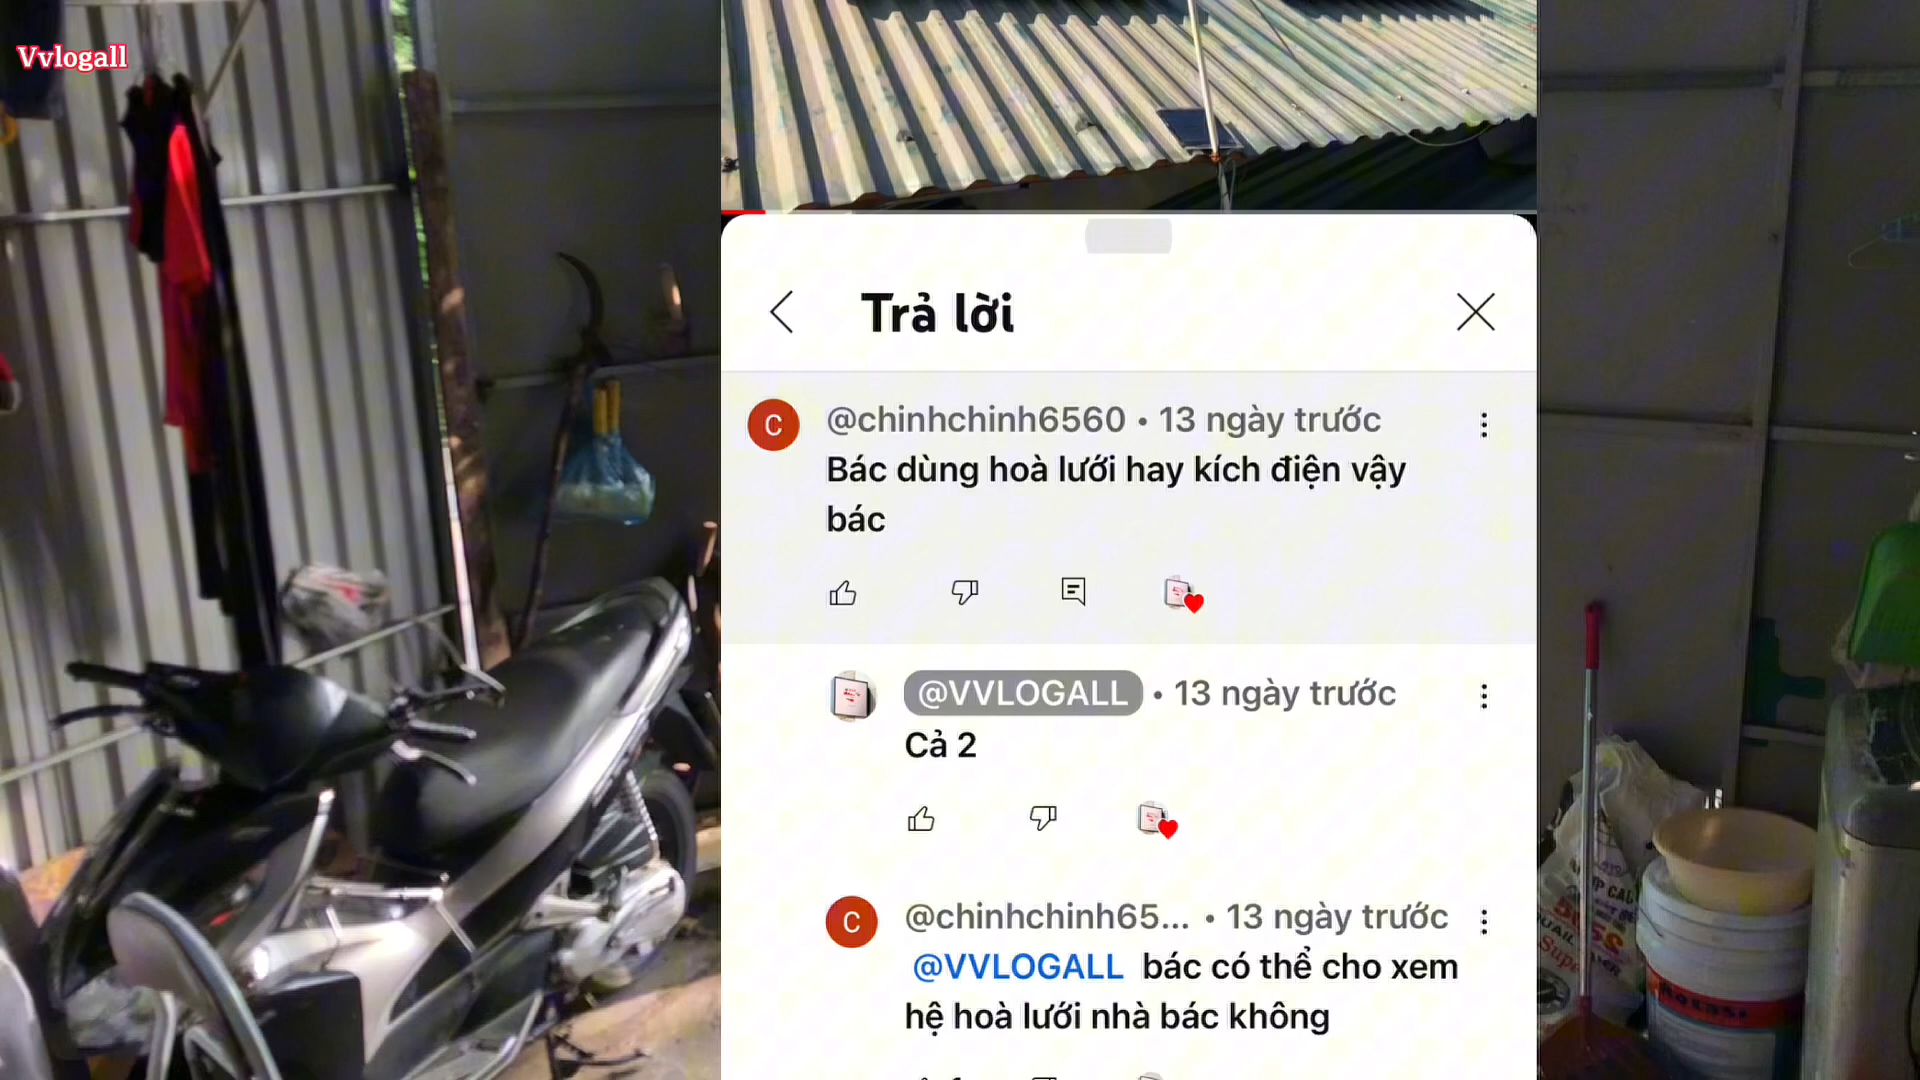 Vvlogall
Trả lời
C
@chinhchinh6560 • 13 ngày trước
Bác dùng hoà lưới hay kích điện vậy
bác
@VVLOGALL • 13 ngày trước
Cả 2
C
@chinhchinh65... • 13 ngày trước
@VVLOGALL bác có thể cho xem
hệ hoà lưới nhà bác không